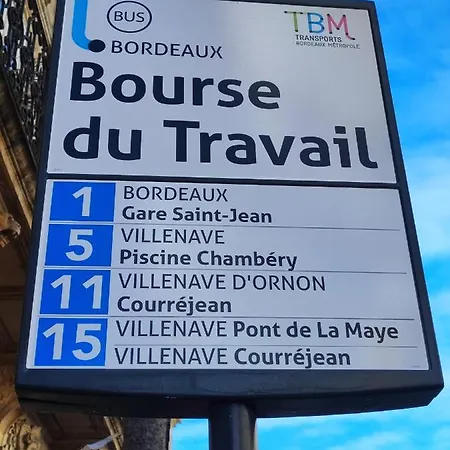 BUS
BORDEAUX
TBM
TRANSPORTS
BORDEAUX MÉTROPOLE
Bourse
du Travail
1 BORDEAUX
Gare Saint-Jean
5 VILLENAVE
Piscine Chambéry
11 VILLENAVE D'ORNON
Courréjean
15 VILLENAVE Pont de La Maye
VILLENAVE Courréjean